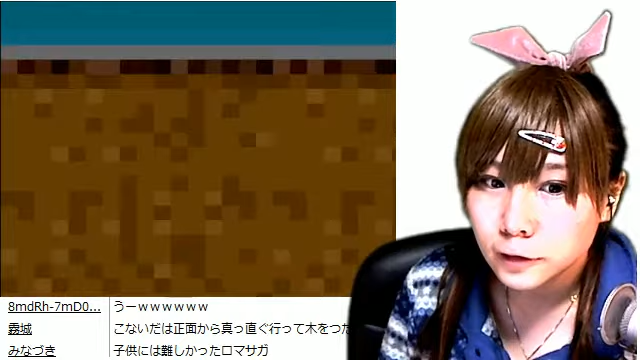 8mdRh-7mD0... うーｗｗｗｗｗｗ
霧城 こないだは正面から真っ直ぐ行って木をつた
みなづき 子供には難しかったロマサガ